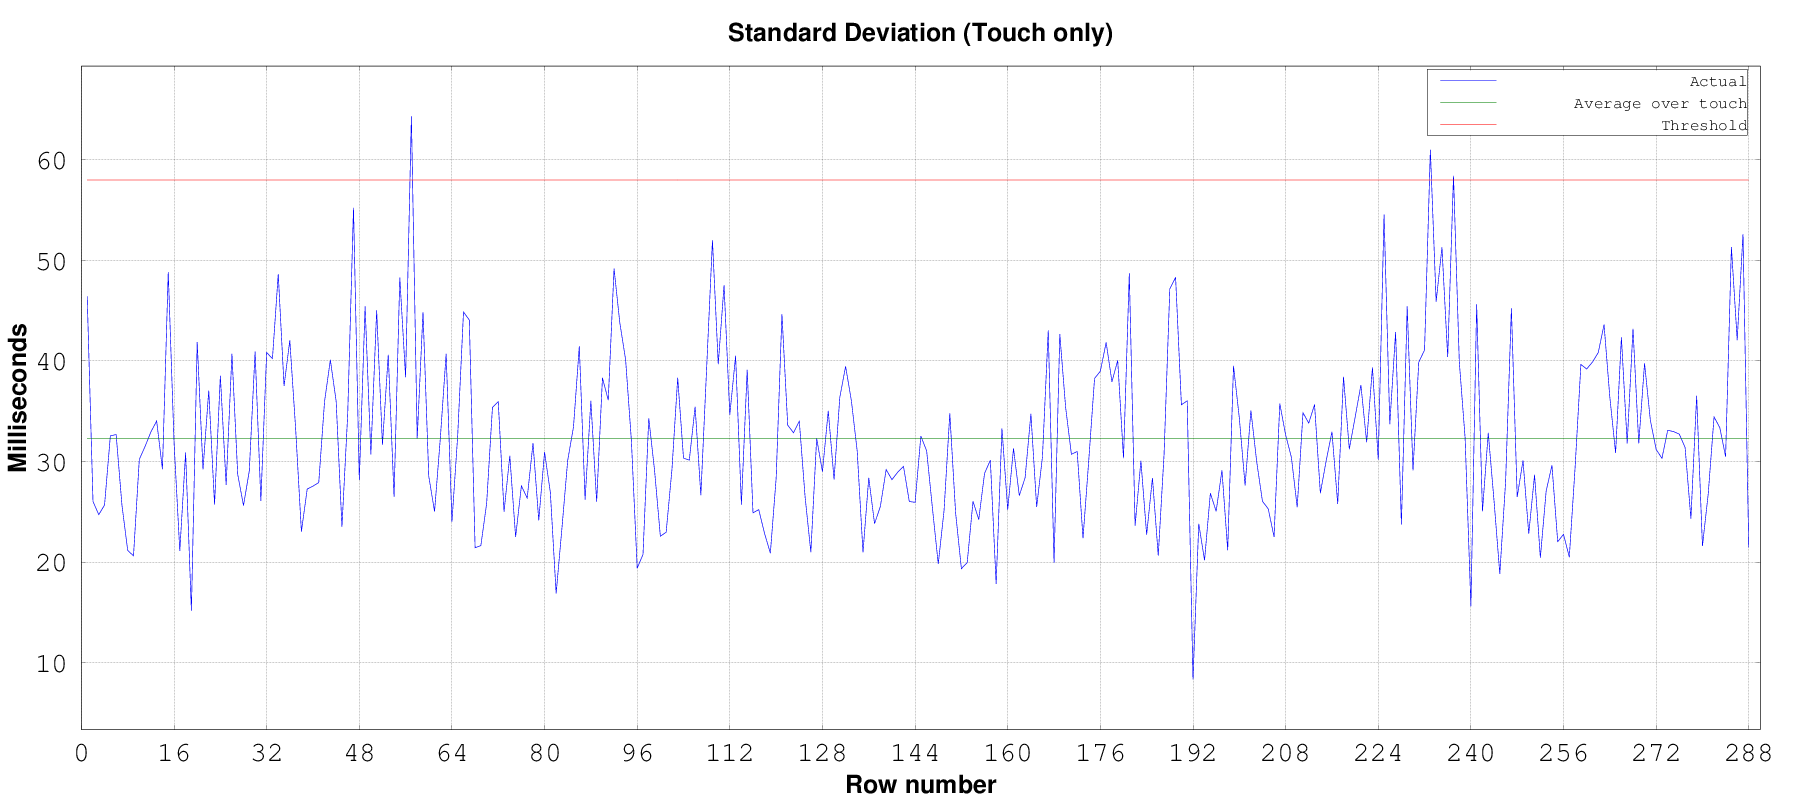 Standard Deviation (Touch only)
Actual
Average over touch
Threshold
Milliseconds
60
50
40
30
20
10
0 16 32 48 64 80 96 112 128 144 160 176 192 208 224 240 256 272 288
Row number